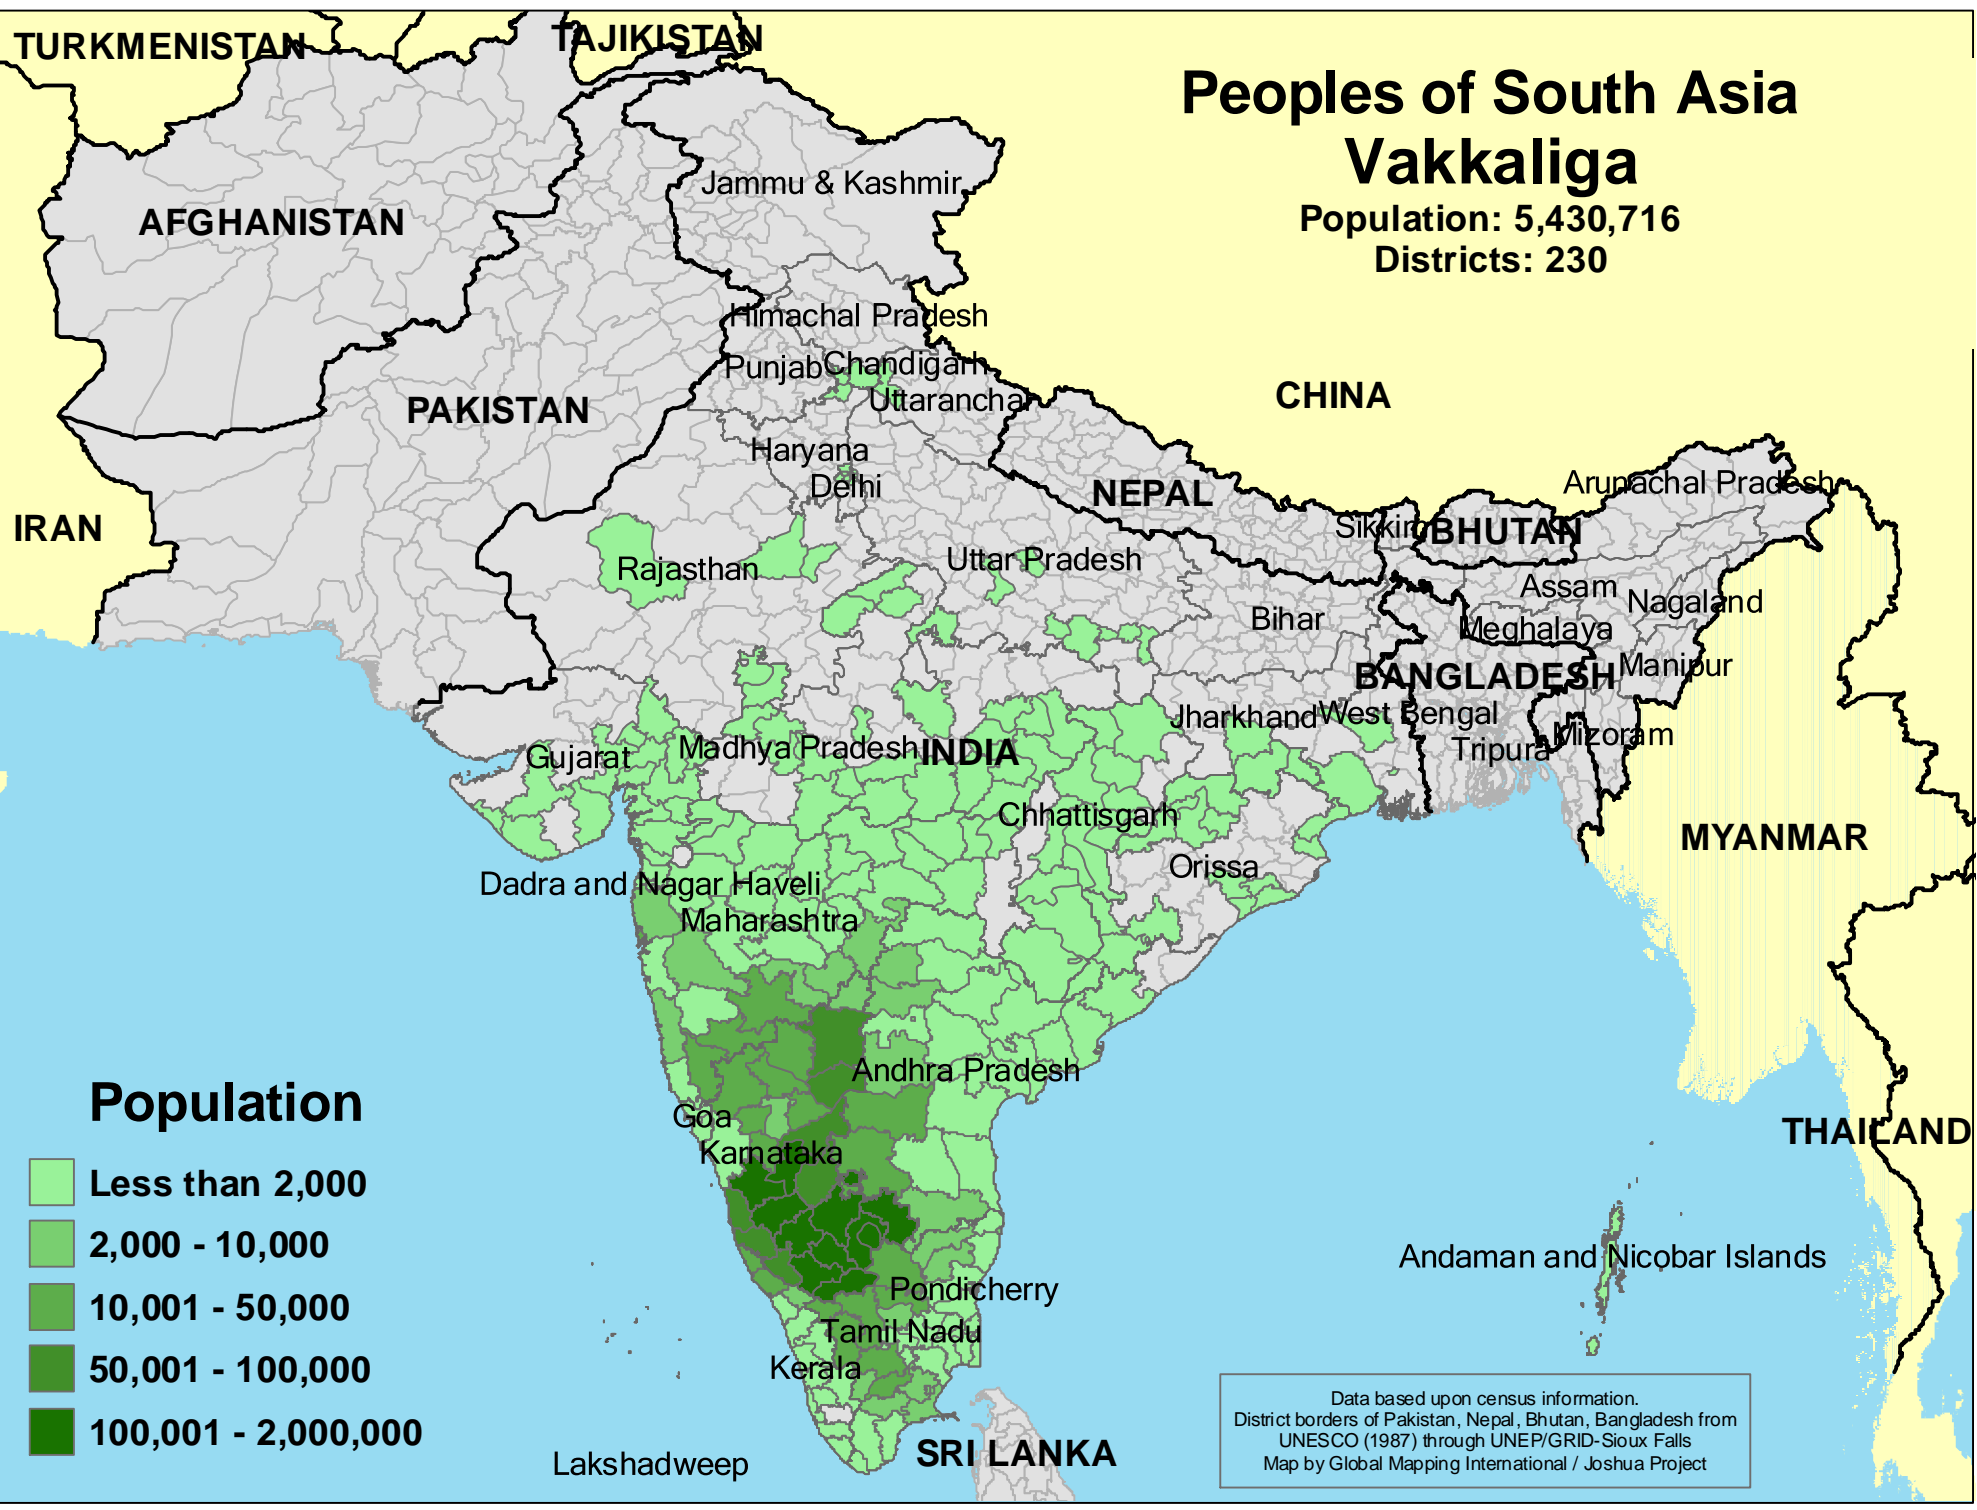 TURKMENISTAN
TAJIKISTAN
Peoples of South Asia
Vakkaliga
Population: 5,430,716
Districts: 230
Jammu & Kashmir
AFGHANISTAN
Himachal Pradesh
Punjab
Chandigarh
Uttaranchal
CHINA
PAKISTAN
Haryana
Delhi
NEPAL
Arunachal Pradesh
IRAN
Sikkim
BHUTAN
Rajasthan
Uttar Pradesh
Assam
Nagaland
Bihar
Meghalaya
Manipur
BANGLADESH
Jharkhand
West Bengal
Mizoram
Tripura
Gujarat
Madhya Pradesh
INDIA
Chhattisgarh
MYANMAR
Orissa
Dadra and Nagar Haveli
Maharashtra
Andhra Pradesh
Goa
Karnataka
THAILAND
Population
Less than 2,000
2,000 - 10,000
10,001 - 50,000
50,001 - 100,000
100,001 - 2,000,000
Andaman and Nicobar Islands
Pondicherry
Tamil Nadu
Kerala
Lakshadweep
SRI LANKA
Data based upon census information.
District borders of Pakistan, Nepal, Bhutan, Bangladesh from
UNESCO (1987) through UNEP/GRID-Sioux Falls
Map by Global Mapping International / Joshua Project